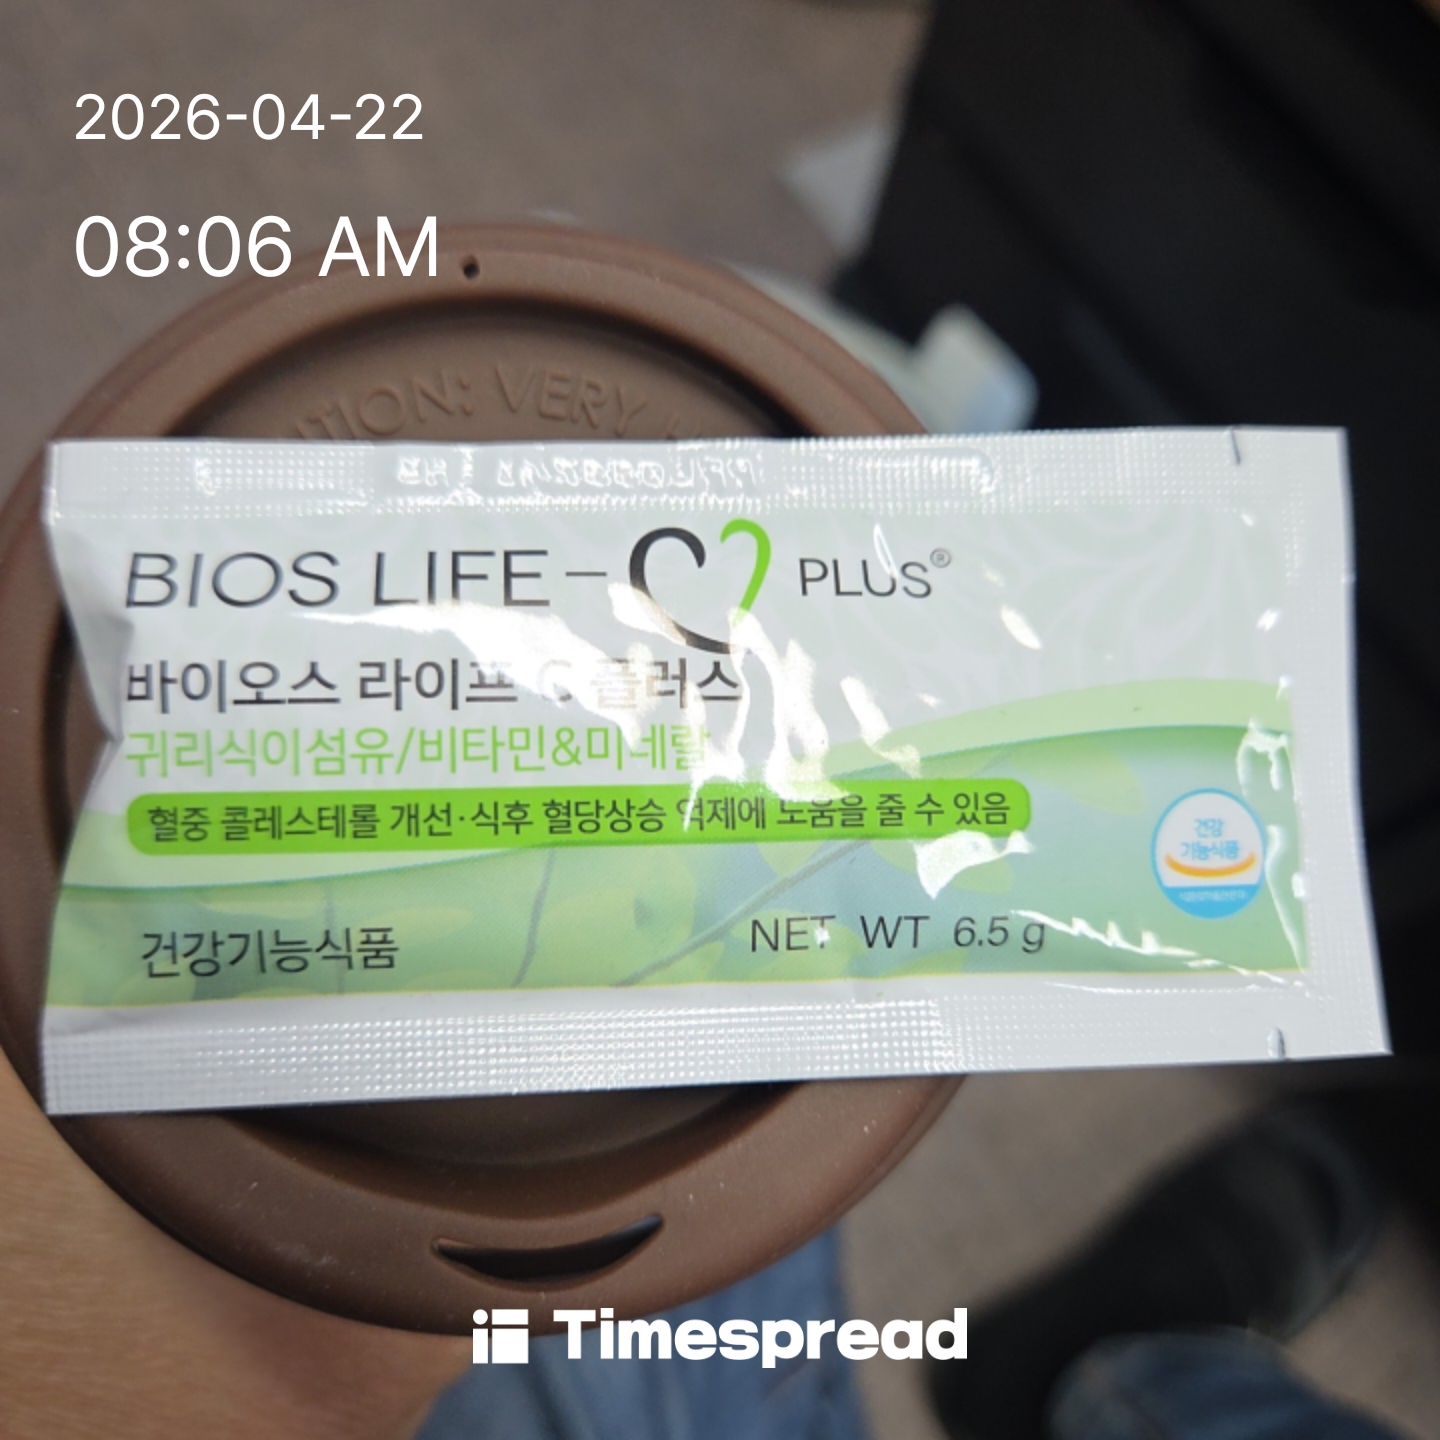 2026-04-22
08:06 AM
TION: VERY
BIOS LIFE – C PLUS®
바이오스 라이프 C 플러스
귀리식이섬유/비타민&미네랄
혈중 콜레스테롤 개선·식후 혈당상승 억제에 도움을 줄 수 있음
건강
기능식품
건강기능식품
NET WT 6.5 g
Timespread